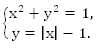 x² + y² = 1,
y = |x| − 1.